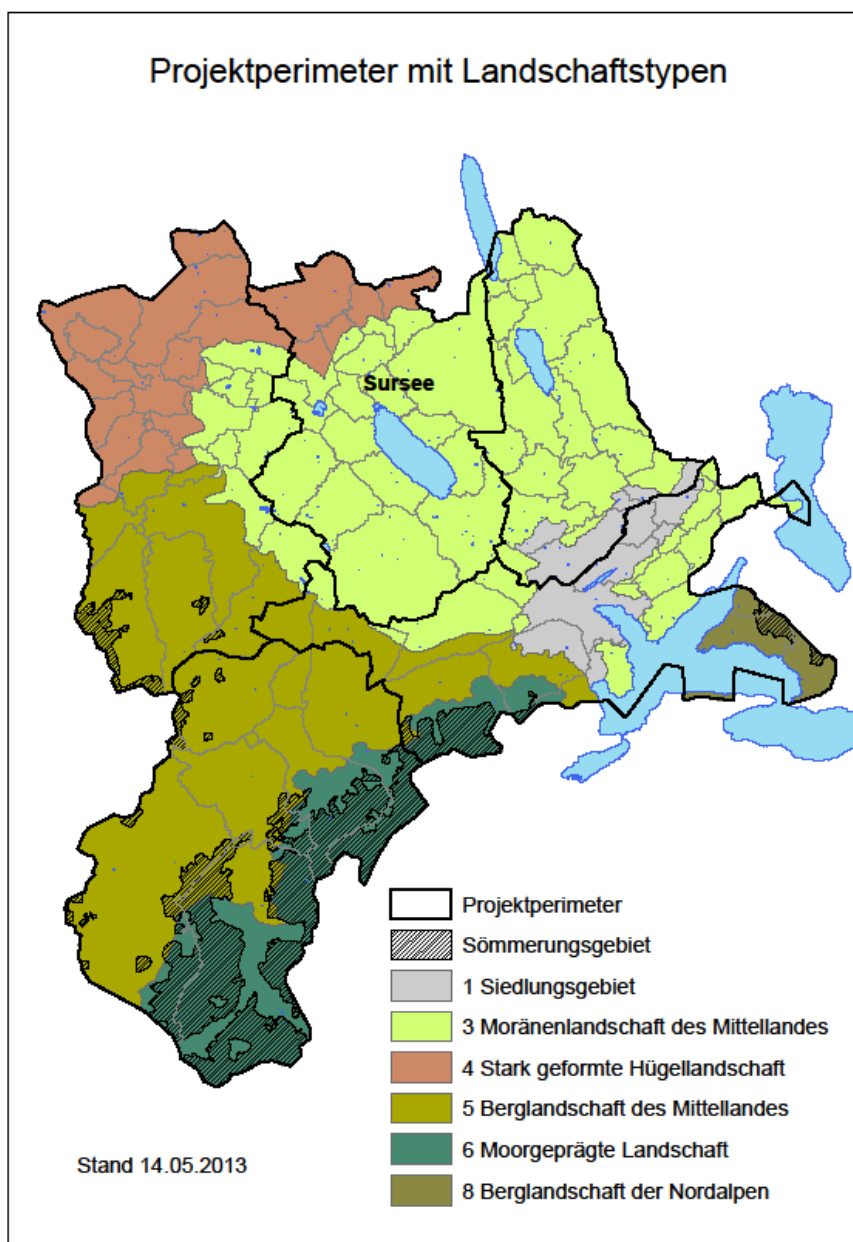 Projektperimeter mit Landschaftstypen
Sursee
Projektperimeter
Sömmerungsgebiet
1 Siedlungsgebiet
3 Moränenlandschaft des Mittellandes
4 Stark geformte Hügellandschaft
5 Berglandschaft des Mittellandes
6 Moorgeprägte Landschaft
8 Berglandschaft der Nordalpen
Stand 14.05.2013